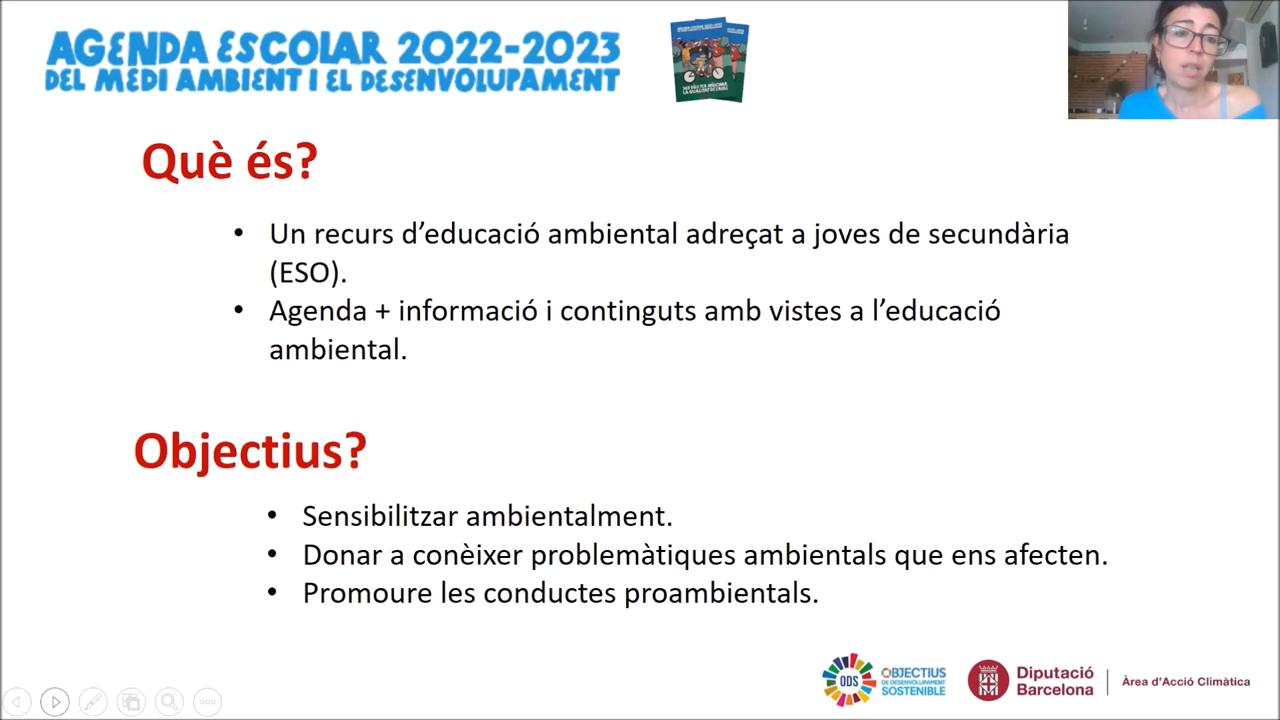 AGENDA ESCOLAR 2022-2023
DEL MEDI AMBIENT I EL DESENVOLUPAMENT
Què és?
• Un recurs d’educació ambiental adreçat a joves de secundària
(ESO).
• Agenda + informació i continguts amb vistes a l’educació
ambiental.
Objectius?
• Sensibilitzar ambientalment.
• Donar a conèixer problemàtiques ambientals que ens afecten.
• Promoure les conductes proambientals.
ODS
OBJECTIUS
DE DESENVOLUPAMENT
SOSTENIBLE
Diputació
Barcelona
Àrea d’Acció Climàtica